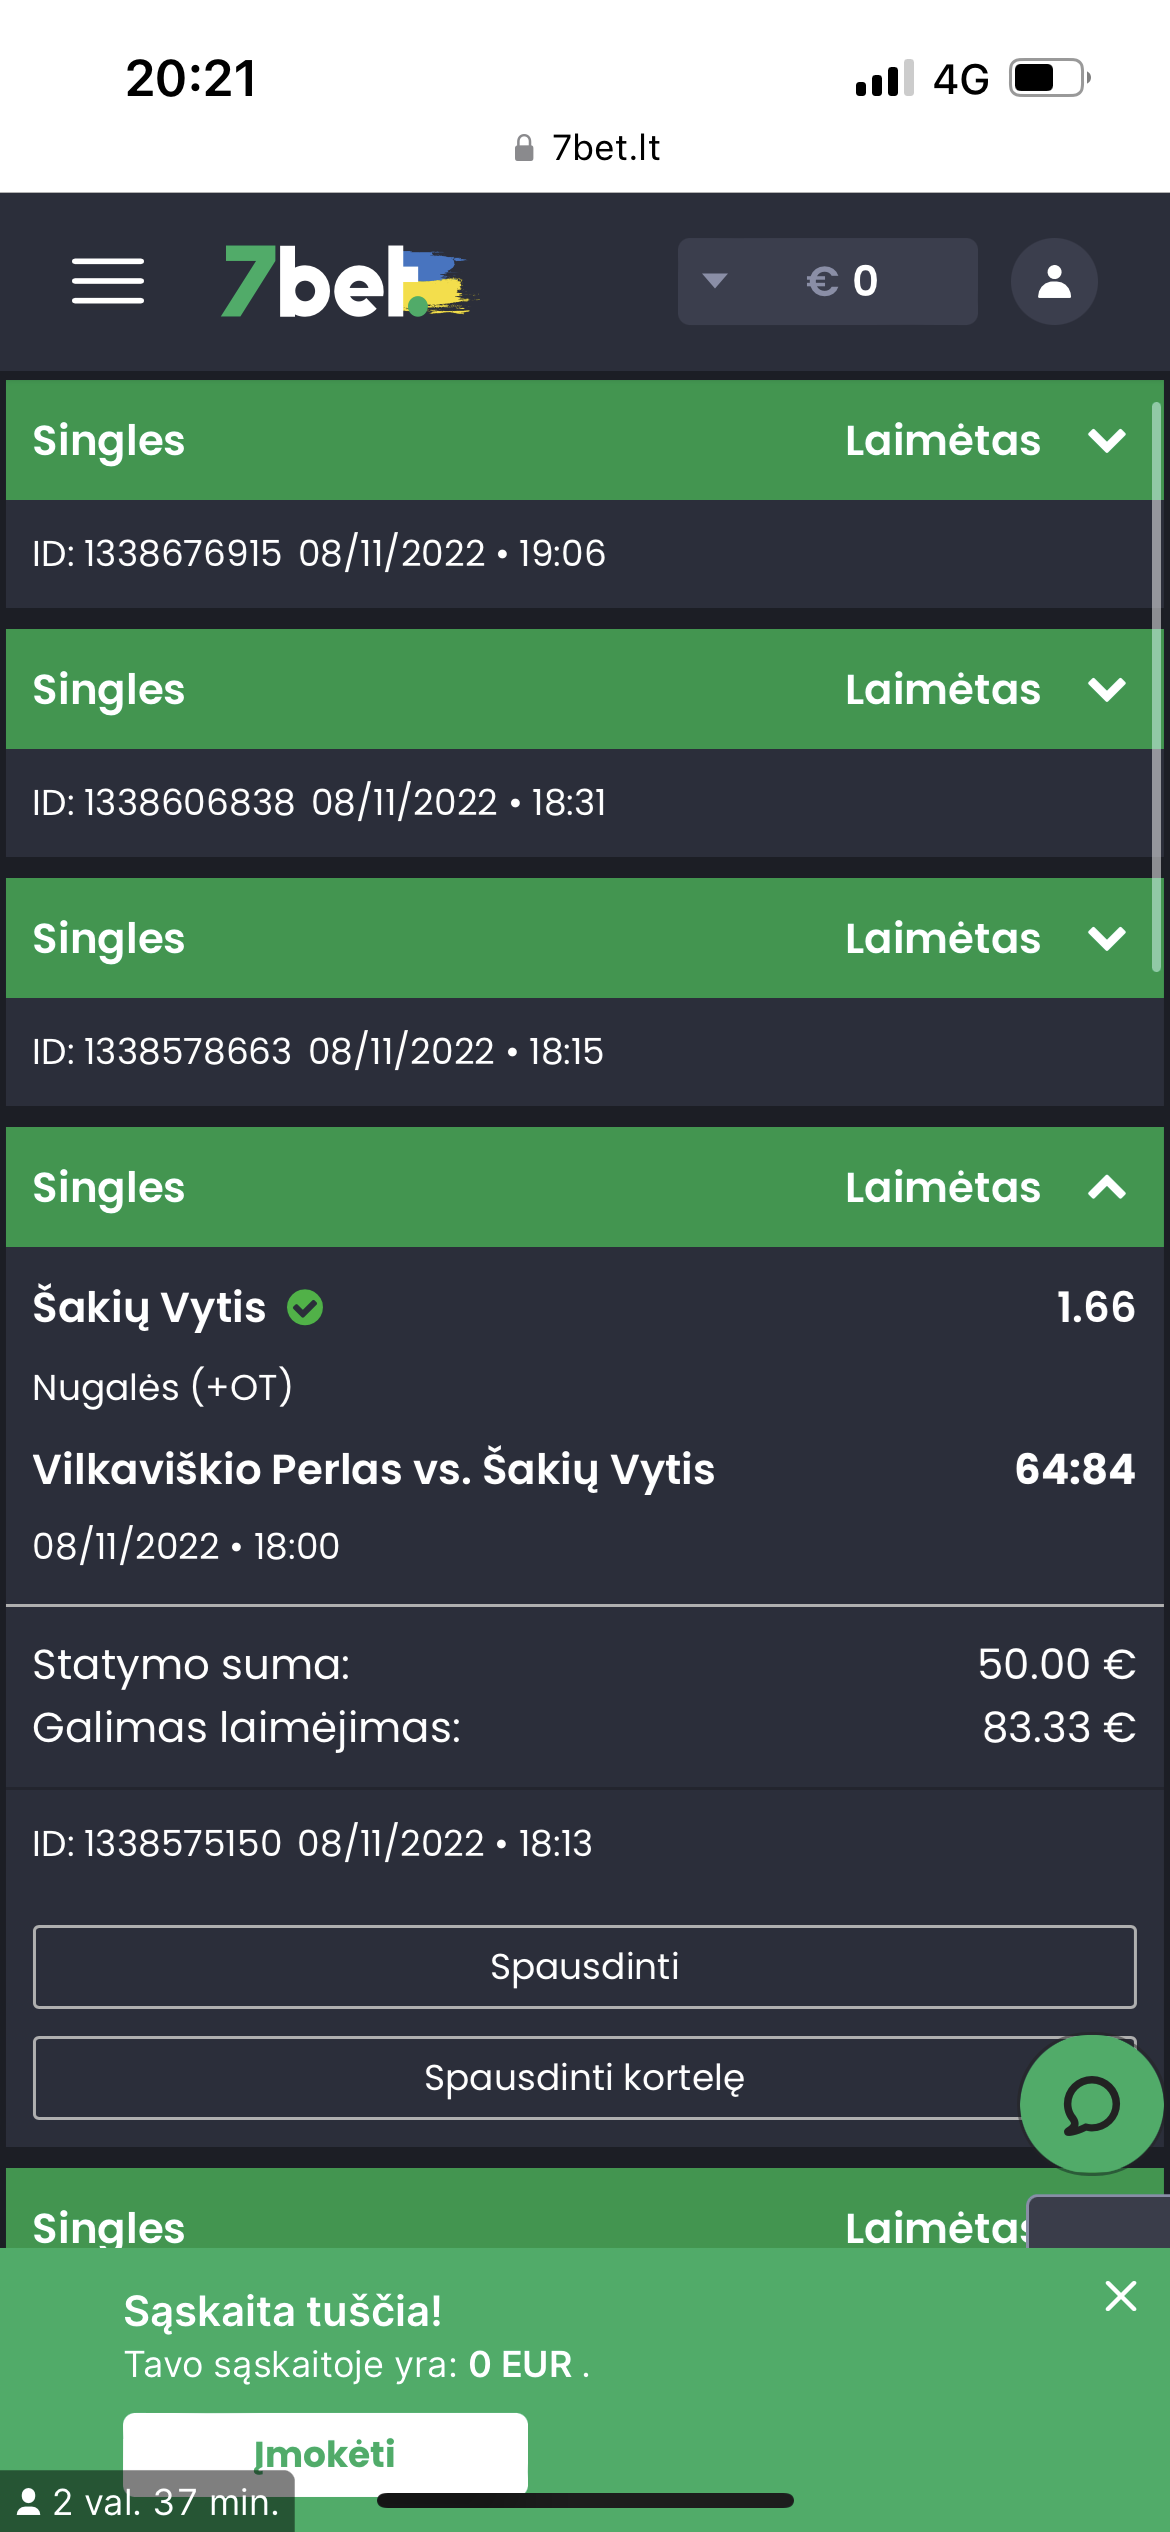 20:21
4G
7bet.lt
7bet.
€ 0
Singles Laimėtas
ID: 1338676915 08/11/2022 • 19:06
Singles Laimėtas
ID: 1338606838 08/11/2022 • 18:31
Singles Laimėtas
ID: 1338578663 08/11/2022 • 18:15
Singles Laimėtas
Šakių Vytis 1.66
Nugalės (+OT)
Vilkaviškio Perlas vs. Šakių Vytis 64:84
08/11/2022 • 18:00
Statymo suma: 50.00 €
Galimas laimėjimas: 83.33 €
ID: 1338575150 08/11/2022 • 18:13
Spausdinti
Spausdinti kortelę
Singles Laimėtas
Sąskaita tuščia!
Tavo sąskaitoje yra: 0 EUR .
Įmokėti
2 val. 37 min.